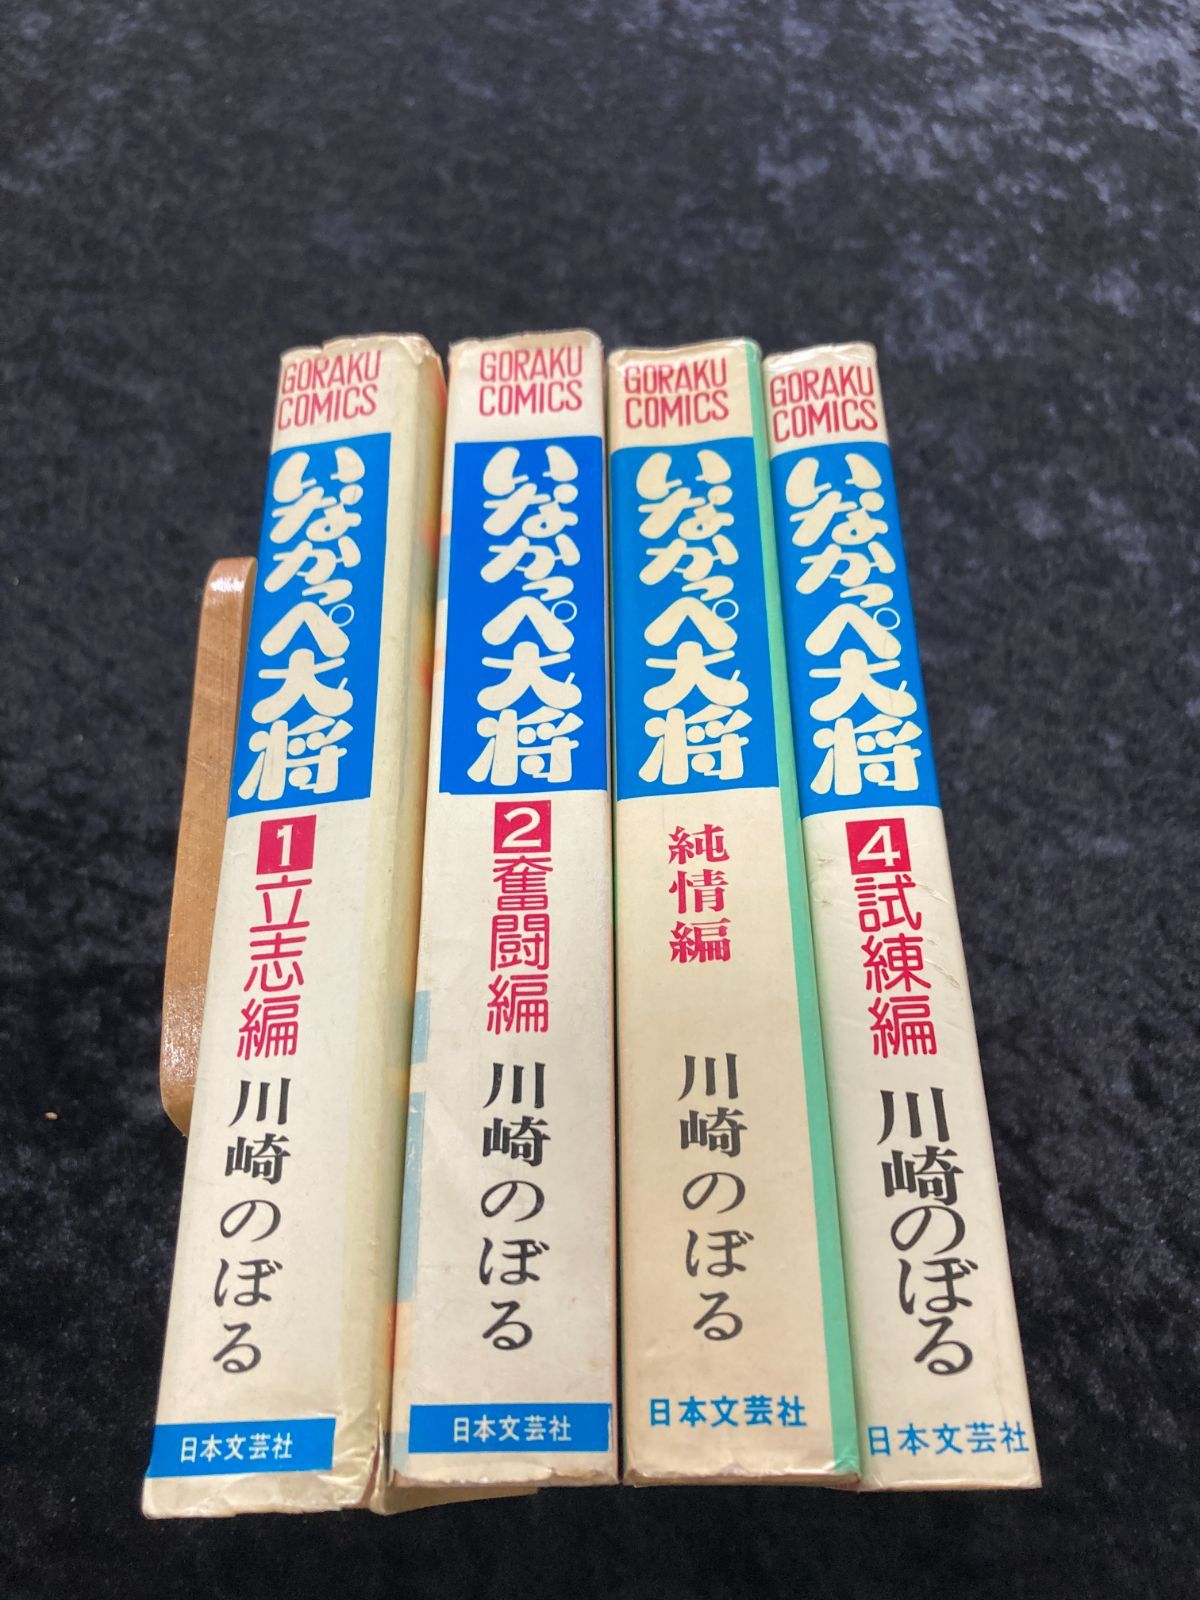 GORAKU
COMICS
いなかっぺ大将
1
立志編
川崎のぼる
日本文芸社
GORAKU
COMICS
いなかっぺ大将
2
奮闘編
川崎のぼる
日本文芸社
GORAKU
COMICS
いなかっぺ大将
純情編
川崎のぼる
日本文芸社
GORAKU
COMICS
いなかっぺ大将
4
試練編
川崎のぼる
日本文芸社